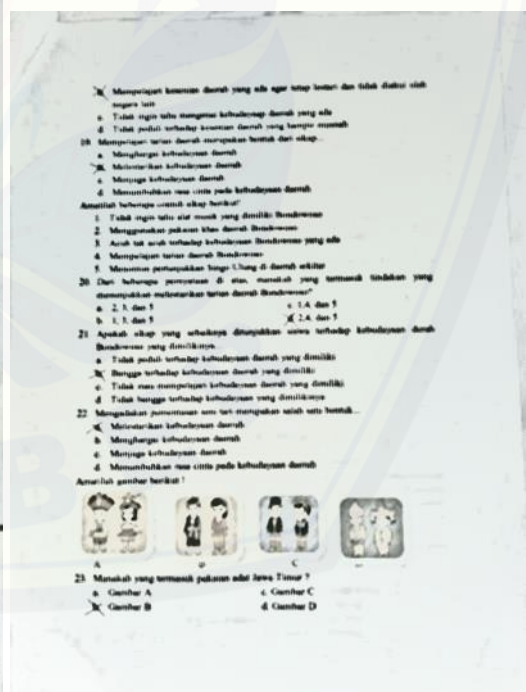 b. Mempelajari kesenian daerah yang ada agar tetap lestari dan tidak diakui oleh
negara lain
c. Tidak ingin tahu mengenai kebudayaan daerah yang ada
d. Tidak peduli terhadap kesenian daerah yang hampir musnah
19. Mempelajari tarian daerah merupakan bentuk dari sikap...
a. Menghargai kebudayaan daerah
b. Melestarikan kebudayaan daerah
c. Menjaga kebudayaan daerah
d. Menumbuhkan rasa cinta pada kebudayaan daerah
Amatilah beberapa contoh sikap berikut!
1. Tidak ingin tahu alat musik yang dimiliki Bondowoso
2. Menggunakan pakaian khas daerah Bondowoso
3. Acuh tak acuh terhadap kebudayaan Bondowoso yang ada
4. Mempelajari tarian daerah Bondowoso
5. Menonton pertunjukkan Singo Ulung di daerah sekitar
20. Dari beberapa pernyataan di atas, manakah yang termasuk tindakan yang
menunjukkan melestarikan tarian daerah Bondowoso?
a. 2, 3, dan 5 c. 1,4, dan 5
b. 1, 3, dan 5 d. 2,4, dan 5
21. Apakah sikap yang sebaiknya ditunjukkan siswa terhadap kebudayaan daerah
Bondowoso yang dimilikinya...
a. Tidak peduli terhadap kebudayaan daerah yang dimiliki
b. Bangga terhadap kebudayaan daerah yang dimiliki
c. Tidak mau mempelajari kebudayaan daerah yang dimiliki
d. Tidak bangga terhadap kebudayaan daerah yang dimilikinya
22. Mengadakan pementasan seni tari merupakan salah satu bentuk...
a. Melestarikan kebudayaan daerah
b. Menghargai kebudayaan daerah
c. Menjaga kebudayaan daerah
d. Menumbuhkan rasa cinta pada kebudayaan daerah
Amatilah gambar berikut !
A C
23. Manakah yang termasuk pakaian adat Jawa Timur ?
a. Gambar A c. Gambar C
b. Gambar B d. Gambar D